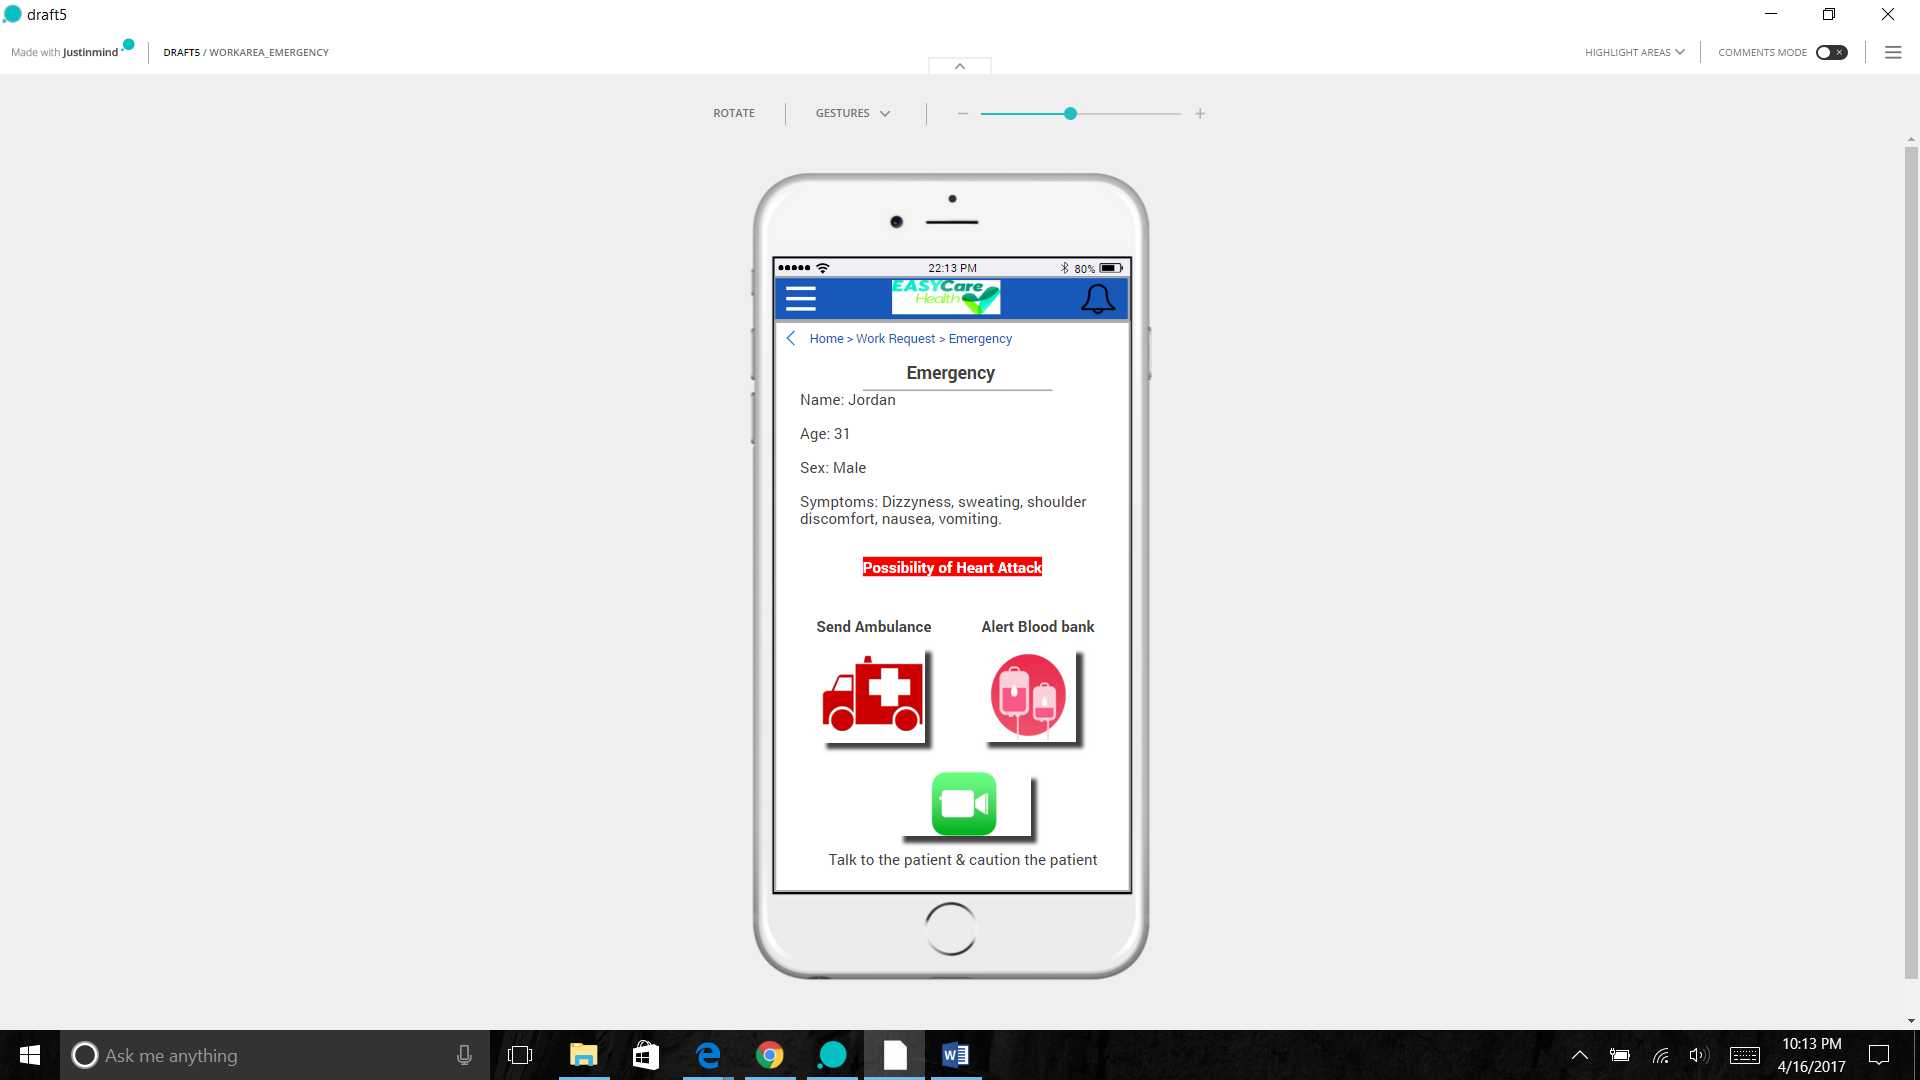 draft5
Made with Justinmind
DRAFT5 / WORKAREA_EMERGENCY
HIGHLIGHT AREAS
COMMENTS MODE
ROTATE
GESTURES
22:13 PM
80%
EASYCare
Health
Home > Work Request > Emergency
Emergency
Name: Jordan
Age: 31
Sex: Male
Symptoms: Dizzyness, sweating, shoulder
discomfort, nausea, vomiting.
Possibility of Heart Attack
Send Ambulance
Alert Blood bank
Talk to the patient & caution the patient
Ask me anything
10:13 PM
4/16/2017